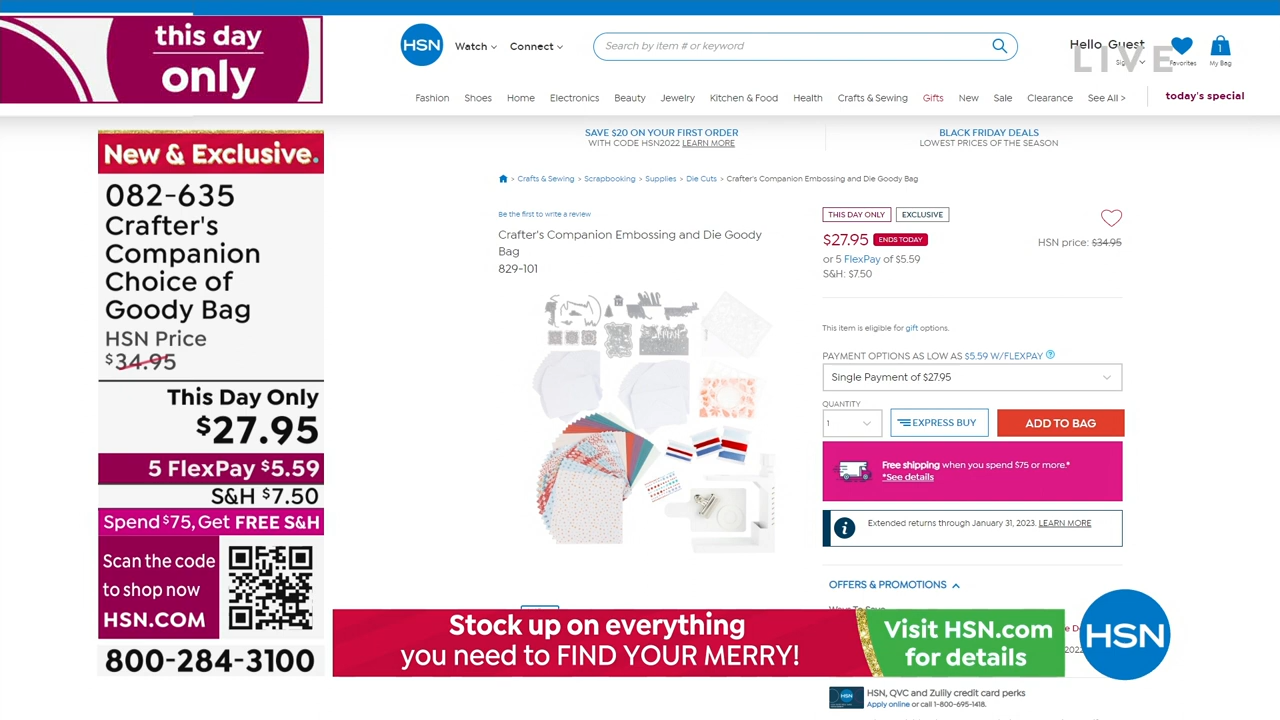 this day
only
New & Exclusive.
082-635
Crafter's
Companion
Choice of
Goody Bag
HSN Price
$34.95
This Day Only
$27.95
5 FlexPay $5.59
S&H $7.50
Spend $75, Get FREE S&H
Scan the code
to shop now
HSN.COM
800-284-3100
HSN
Watch
Connect
Search by item # or keyword
Hello, Guest
LIVE
Favorites
1
My Bag
Fashion Shoes Home Electronics Beauty Jewelry Kitchen & Food Health Crafts & Sewing Gifts New Sale Clearance See All >
today's special
SAVE $20 ON YOUR FIRST ORDER
WITH CODE HSN2022 LEARN MORE
BLACK FRIDAY DEALS
LOWEST PRICES OF THE SEASON
> Crafts & Sewing > Scrapbooking > Supplies > Die Cuts > Crafter's Companion Embossing and Die Goody Bag
Be the first to write a review
Crafter's Companion Embossing and Die Goody
Bag
829-101
THIS DAY ONLY
EXCLUSIVE
$27.95 ENDS TODAY
HSN price: $34.95
or 5 FlexPay of $5.59
S&H: $7.50
This item is eligible for gift options.
PAYMENT OPTIONS AS LOW AS $5.59 W/FLEXPAY ?
Single Payment of $27.95
QUANTITY
1
EXPRESS BUY
ADD TO BAG
Free shipping when you spend $75 or more.*
*See details
i Extended returns through January 31, 2023. LEARN MORE
OFFERS & PROMOTIONS
Stock up on everything
you need to FIND YOUR MERRY!
Visit HSN.com
for details
HSN
HSN
HSN, QVC and Zulily credit card perks
Apply online or call 1-800-695-1418.